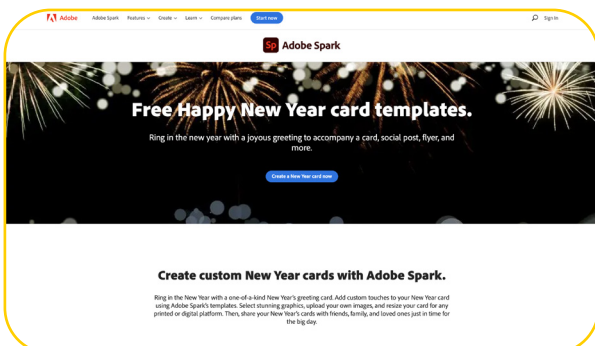 Adobe Adobe Spark Features Create Learn Compare plans Start now Sign In
Sp Adobe Spark
Free Happy New Year card templates.
Ring in the new year with a joyous greeting to accompany a card, social post, flyer, and
more.
Create a New Year card now
Create custom New Year cards with Adobe Spark.
Ring in the New Year with a one-of-a-kind New Year's greeting card. Add custom touches to your New Year card
using Adobe Spark's templates. Select stunning graphics, upload your own images, and resize your card for any
printed or digital platform. Then, share your New Year's cards with friends, family, and loved ones just in time for
the big day.